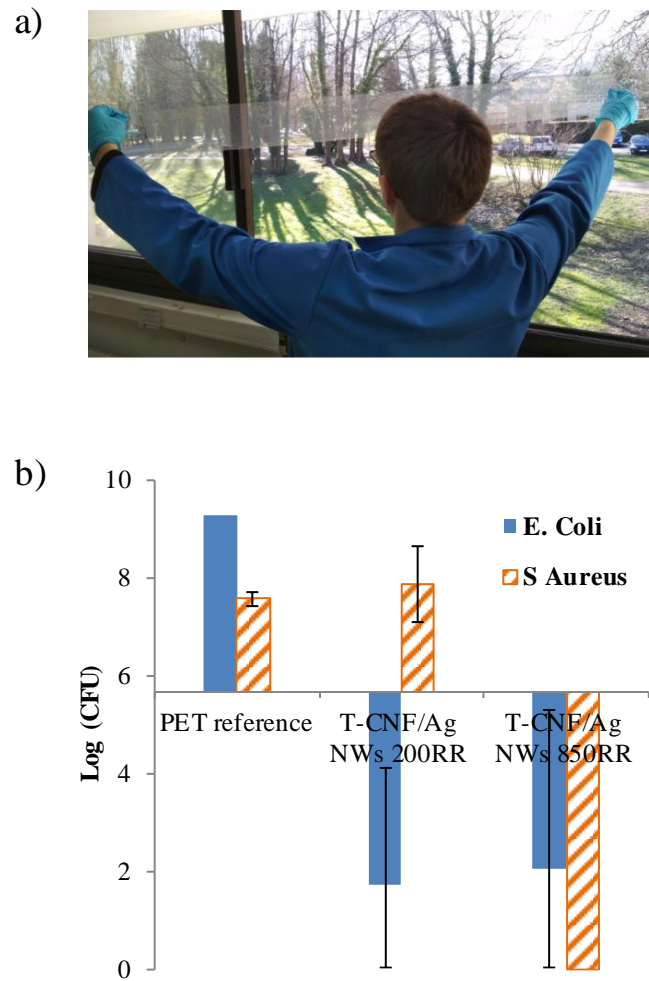 a)
b)
10
8
6
4
2
0
Log (CFU)
E. Coli
S Aureus
PET reference
T-CNF/Ag
NWs 200RR
T-CNF/Ag
NWs 850RR